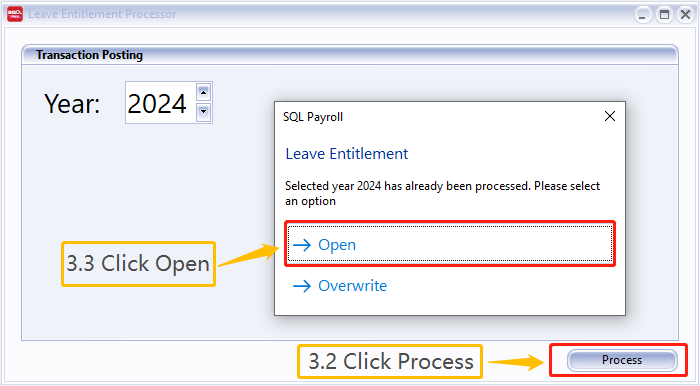 Leave Entitlement Processor
Transaction Posting
Year: 2024
SQL Payroll
Leave Entitlement
Selected year 2024 has already been processed. Please select
an option
Open
3.3 Click Open
Overwrite
3.2 Click Process
Process